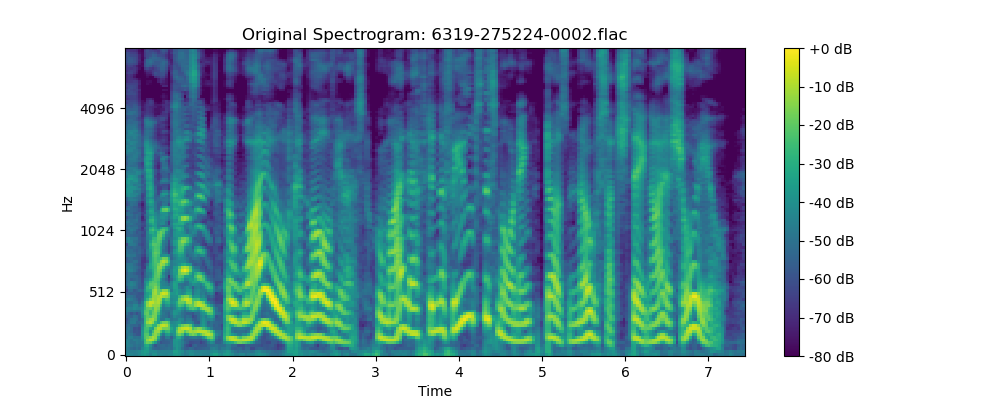 Original Spectrogram: 6319-275224-0002.flac
Hz
4096
2048
1024
512
0
0 1 2 3 4 5 6 7
Time
+0 dB
-10 dB
-20 dB
-30 dB
-40 dB
-50 dB
-60 dB
-70 dB
-80 dB